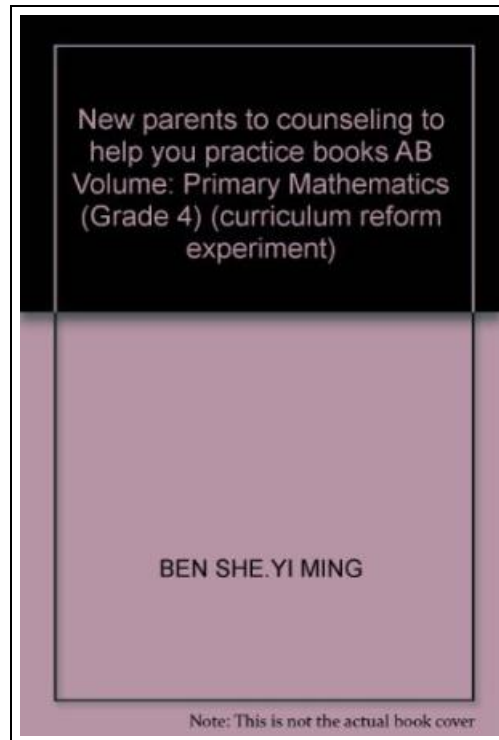 New parents to counseling to
help you practice books AB
Volume: Primary Mathematics
(Grade 4) (curriculum reform
experiment)
BEN SHE.YI MING
Note: This is not the actual book cover